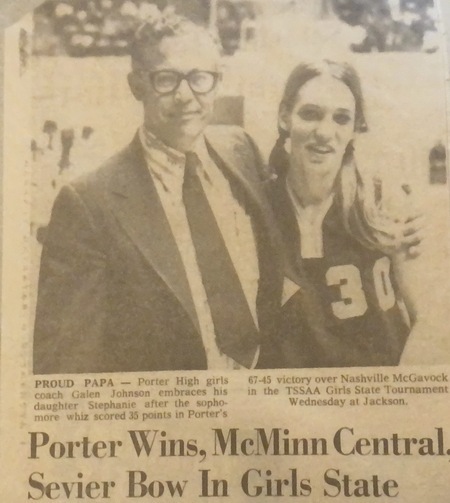 30
PROUD PAPA — Porter High girls
coach Galen Johnson embraces his
daughter Stephanie after the sopho-
more whiz scored 35 points in Porter's
67-45 victory over Nashville McGavock
in the TSSAA Girls State Tournament
Wednesday at Jackson.
Porter Wins, McMinn Central,
Sevier Bow In Girls State